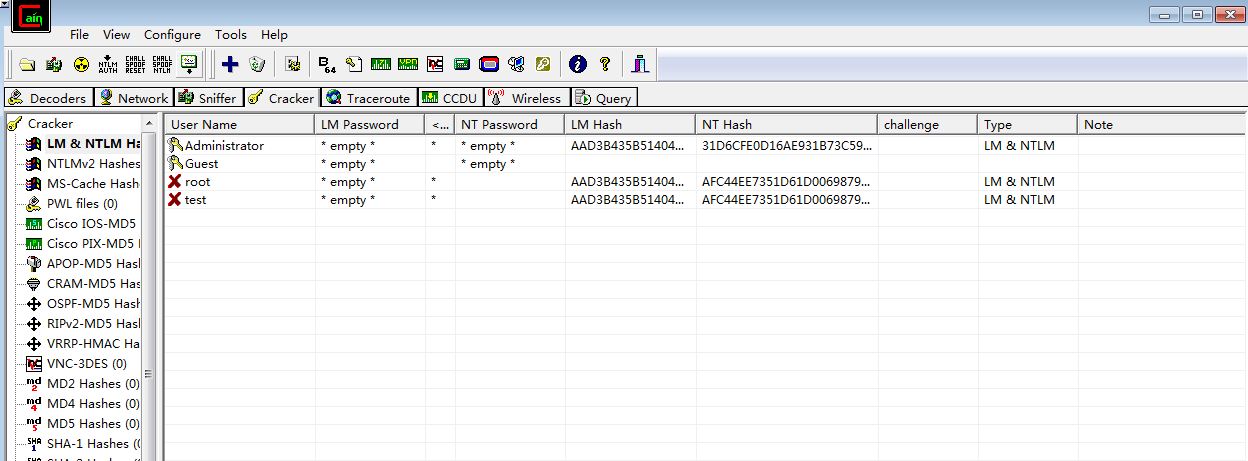 Cain
File View Configure Tools Help
NTLM AUTH CHALL SPOOF RESET CHALL SPOOF NTLM B64
Decoders Network Sniffer Cracker Traceroute CCDU Wireless Query
Cracker
LM & NTLM Ha
NTLMv2 Hashes
MS-Cache Hash
PWL files (0)
Cisco IOS-MD5
Cisco PIX-MD5
APOP-MD5 Hash
CRAM-MD5 Has
OSPF-MD5 Hash
RIPv2-MD5 Hash
VRRP-HMAC Ha
VNC-3DES (0)
MD2 Hashes (0)
MD4 Hashes (0)
MD5 Hashes (0)
SHA-1 Hashes (
User Name LM Password <... NT Password LM Hash NT Hash challenge Type Note
Administrator * empty * * * empty * AAD3B435B51404... 31D6CFE0D16AE931B73C59... LM & NTLM
Guest * empty * * empty *
root * empty * * AAD3B435B51404... AFC44EE7351D61D0069879... LM & NTLM
test * empty * * AAD3B435B51404... AFC44EE7351D61D0069879... LM & NTLM